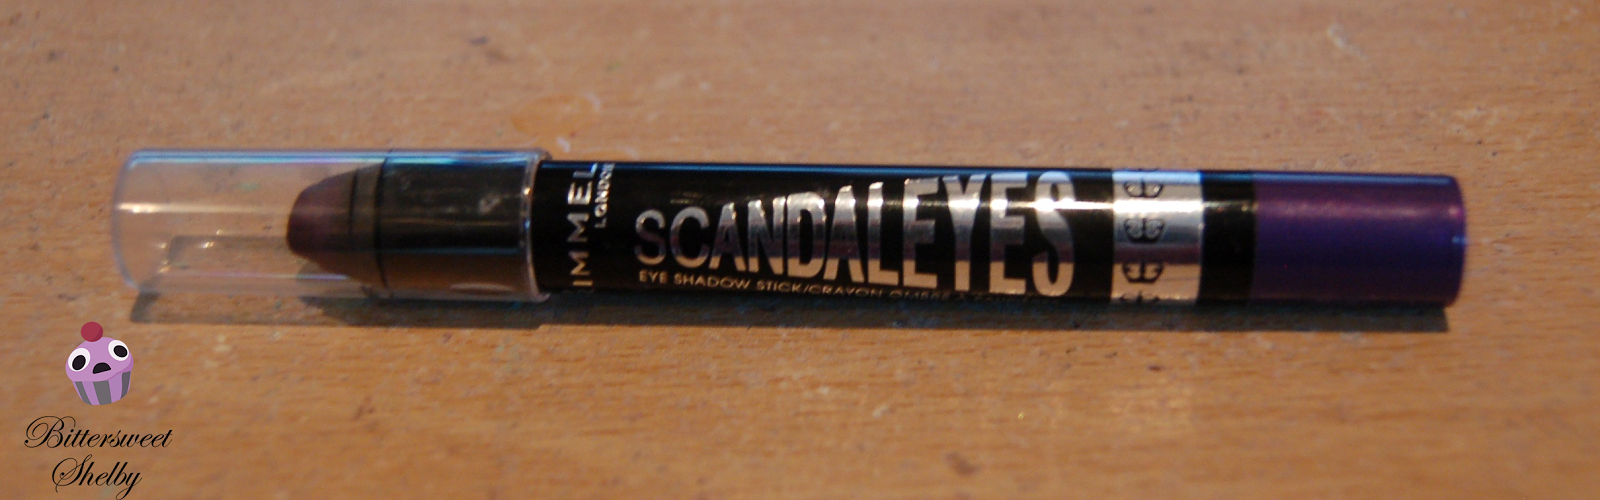 RIMMEL
LONDON
SCANDALEYES
EYE SHADOW STICK/CRAYON OMBRE À
Bittersweet
Shelby